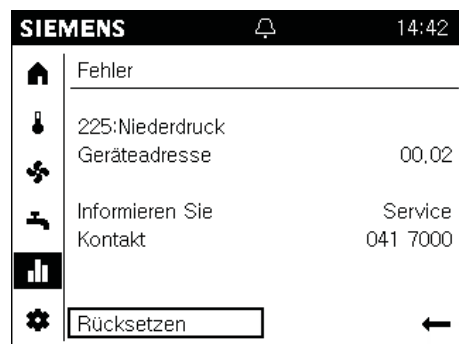 SIEMENS 14:42
Fehler
225:Niederdruck
Geräteadresse 00.02
Informieren Sie Service
Kontakt 041 7000
Rücksetzen